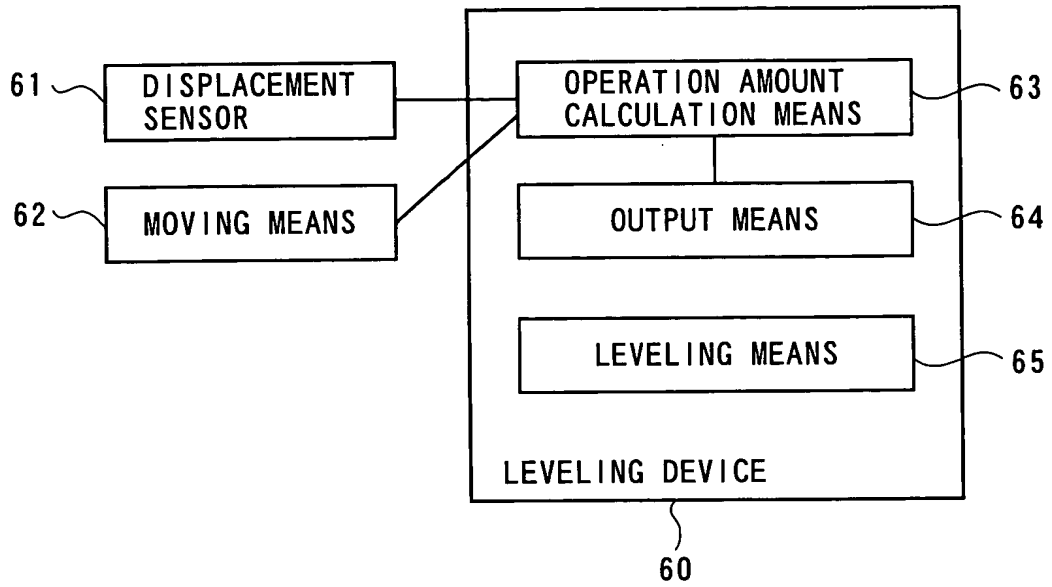 61
DISPLACEMENT
SENSOR
OPERATION AMOUNT
CALCULATION MEANS
63
62
MOVING MEANS
OUTPUT MEANS
64
LEVELING MEANS
65
LEVELING DEVICE
60